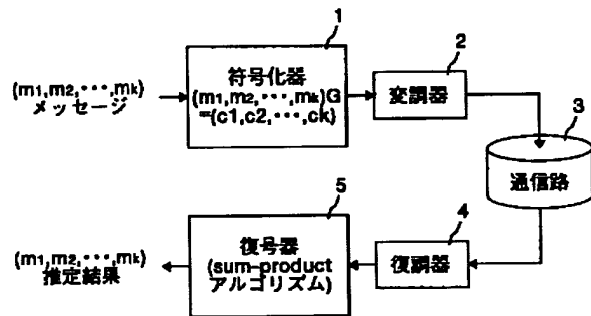 1
符号化器
(m1,m2,･･･,mk)G
={c1,c2,･･･,ck}
2
変調器
(m1,m2,･･･,mk)
メッセージ
3
通信路
5
復号器
(sum-product
アルゴリズム)
4
復調器
(m1,m2,･･･,mk)
推定結果